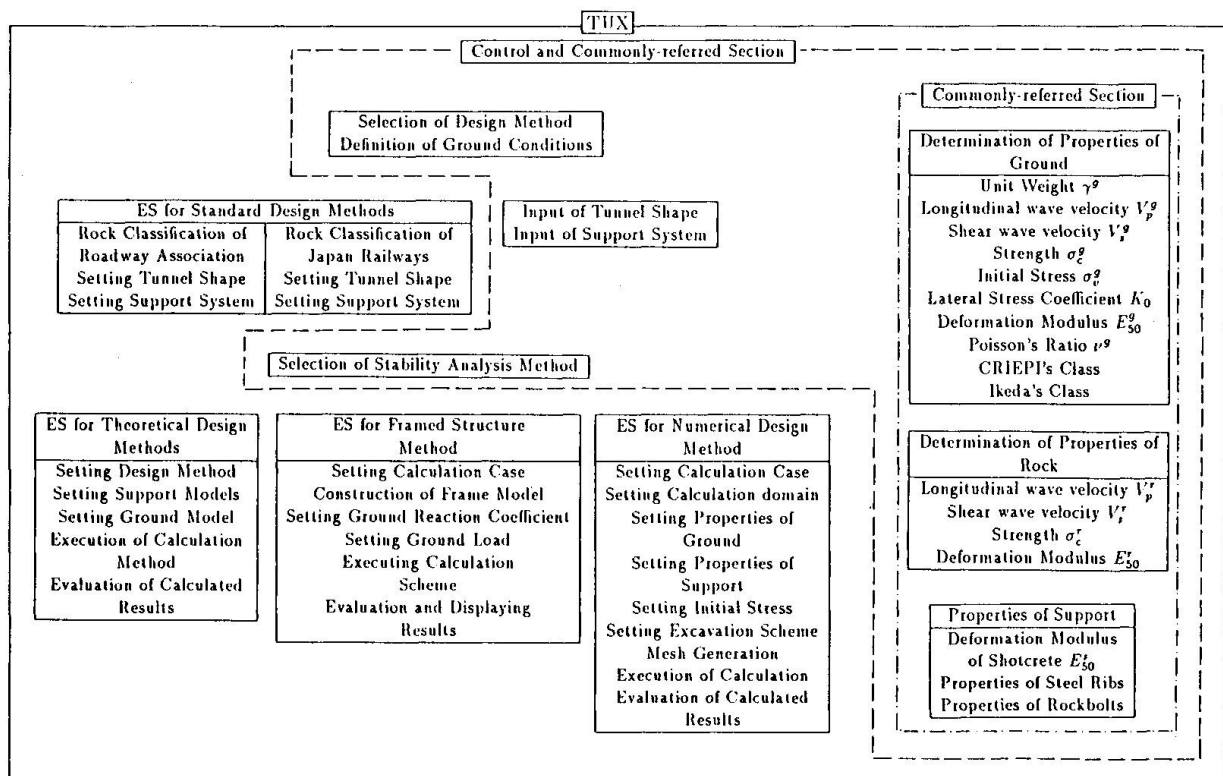 TUX
Control and Commonly-referred Section
Selection of Design Method
Definition of Ground Conditions
ES for Standard Design Methods
Rock Classification of
Roadway Association
Setting Tunnel Shape
Setting Support System
Rock Classification of
Japan Railways
Setting Tunnel Shape
Setting Support System
Input of Tunnel Shape
Input of Support System
Selection of Stability Analysis Method
ES for Theoretical Design
Methods
Setting Design Method
Setting Support Models
Setting Ground Model
Execution of Calculation
Method
Evaluation of Calculated
Results
ES for Framed Structure
Method
Setting Calculation Case
Construction of Frame Model
Setting Ground Reaction Coefficient
Setting Ground Load
Executing Calculation
Scheme
Evaluation and Displaying
Results
ES for Numerical Design
Method
Setting Calculation Case
Setting Calculation domain
Setting Properties of
Ground
Setting Properties of
Support
Setting Initial Stress
Setting Excavation Scheme
Mesh Generation
Execution of Calculation
Evaluation of Calculated
Results
Commonly-referred Section
Determination of Properties of
Ground
Unit Weight γ^g
Longitudinal wave velocity V_p^g
Shear wave velocity V_s^g
Strength σ_c^g
Initial Stress σ_v^g
Lateral Stress Coefficient K_0
Deformation Modulus E_50^g
Poisson's Ratio ν^g
CRIEPI's Class
Ikeda's Class
Determination of Properties of
Rock
Longitudinal wave velocity V_p^r
Shear wave velocity V_s^r
Strength σ_c^r
Deformation Modulus E_50^r
Properties of Support
Deformation Modulus
of Shotcrete E_50^s
Properties of Steel Ribs
Properties of Rockbolts